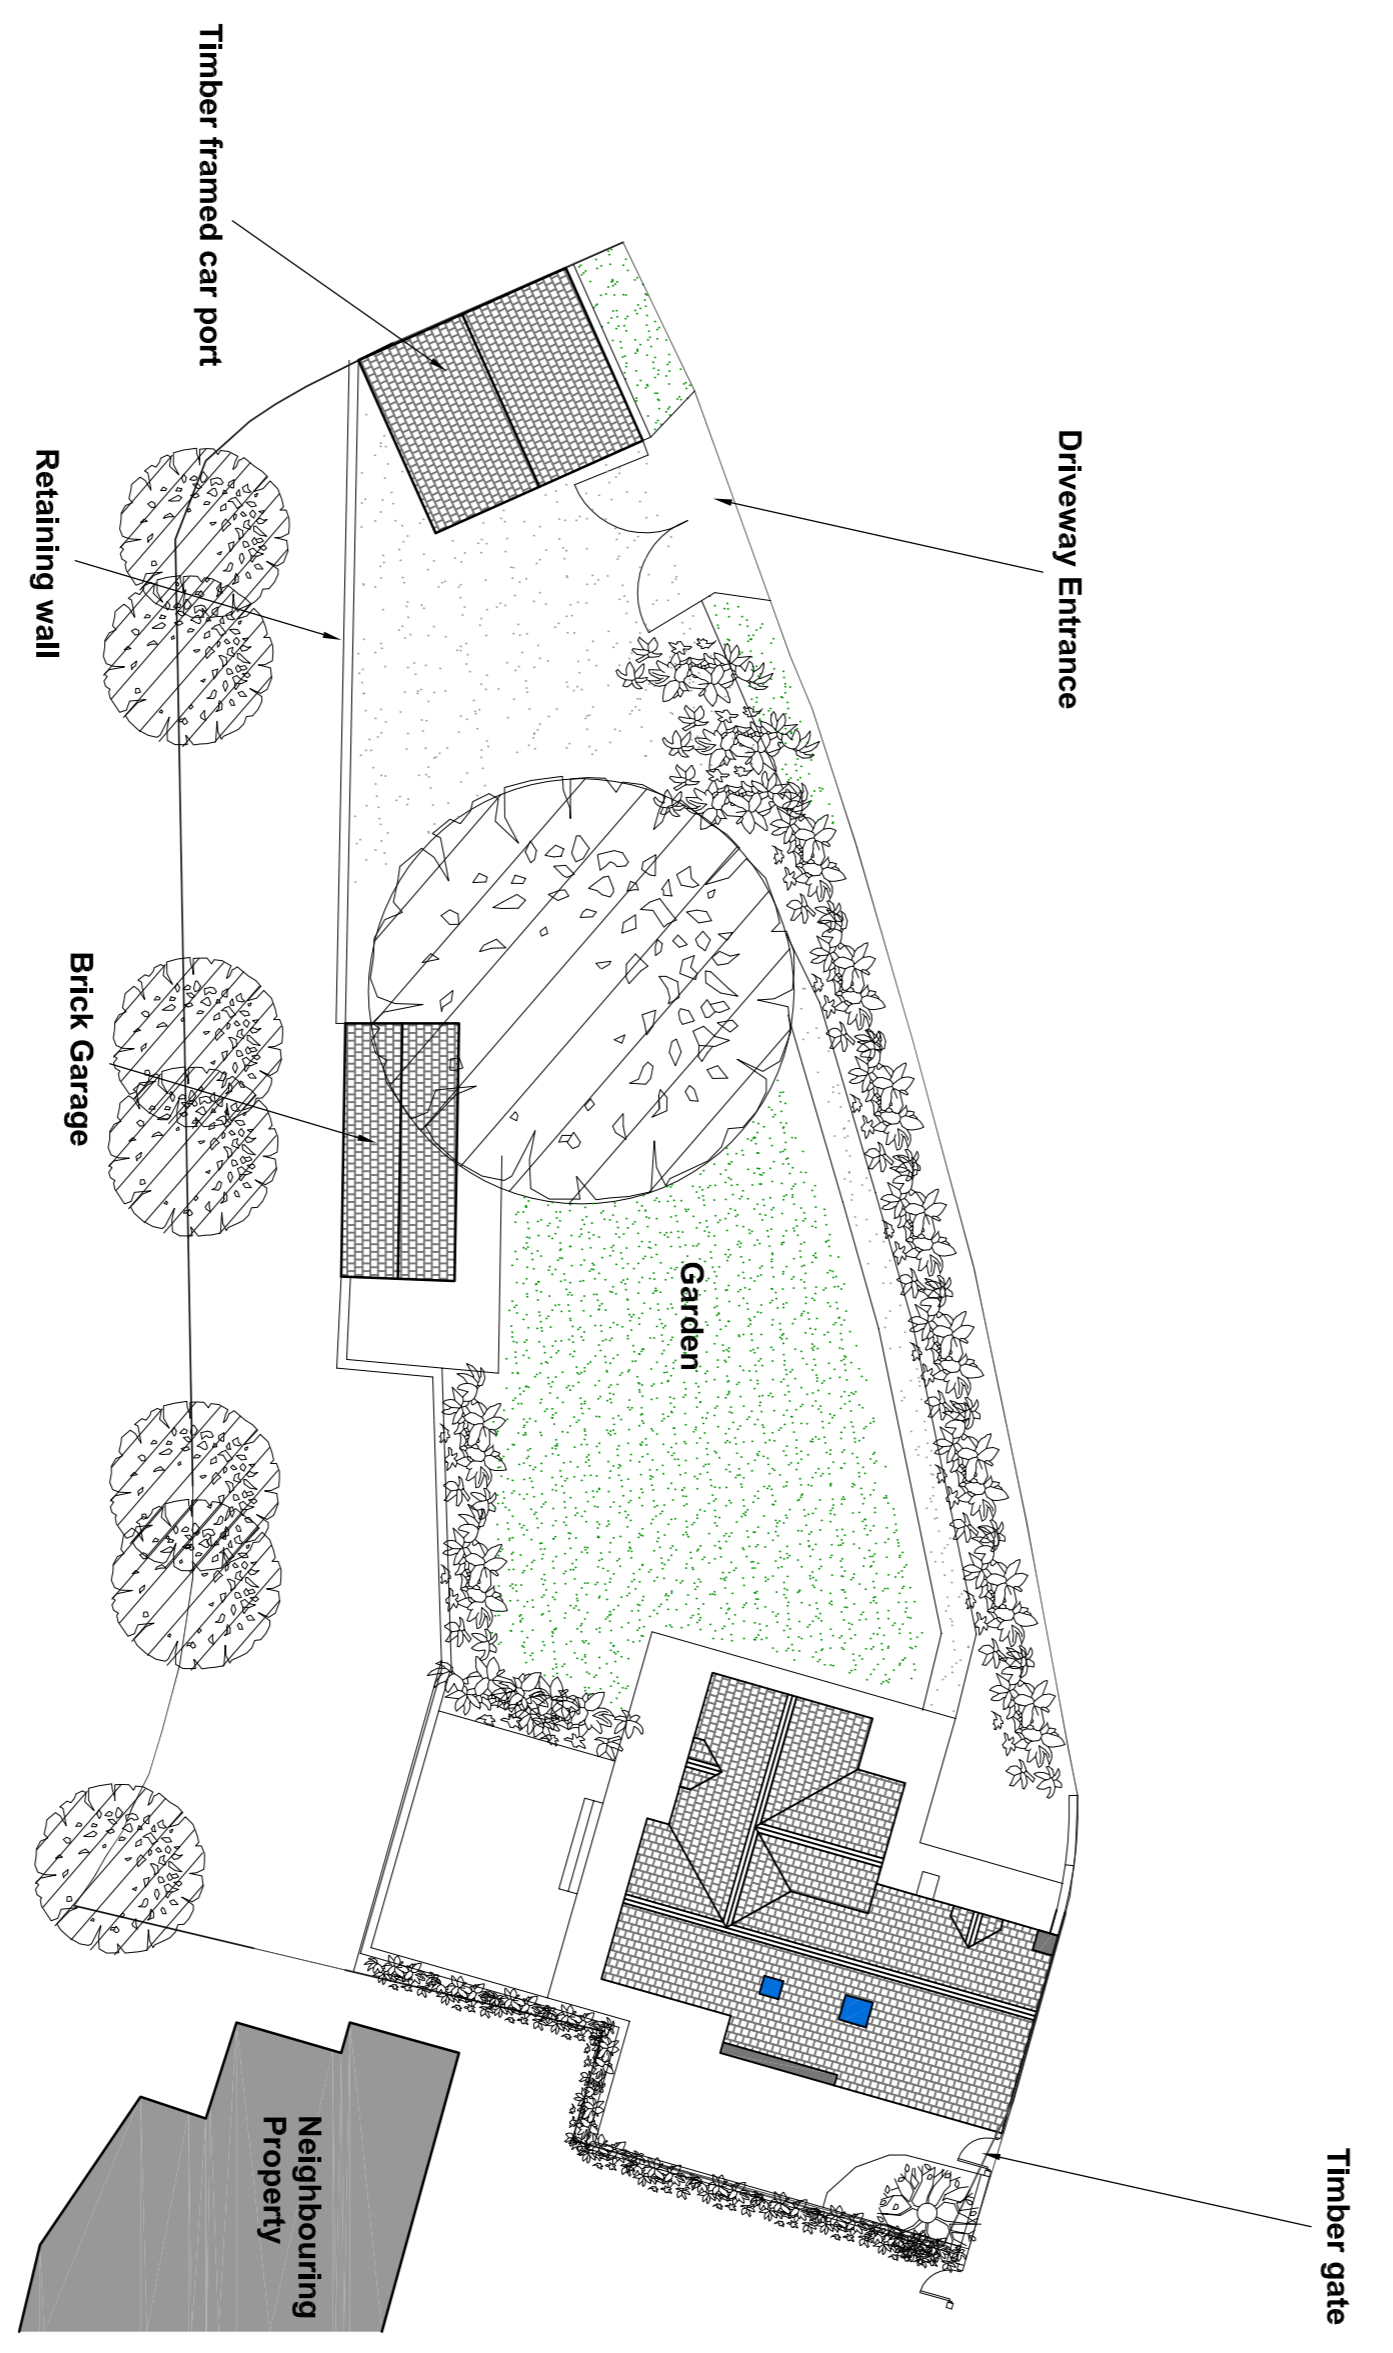 Timber gate
Driveway Entrance
Garden
Neighbouring
Property
Timber framed car port
Brick Garage
Retaining wall